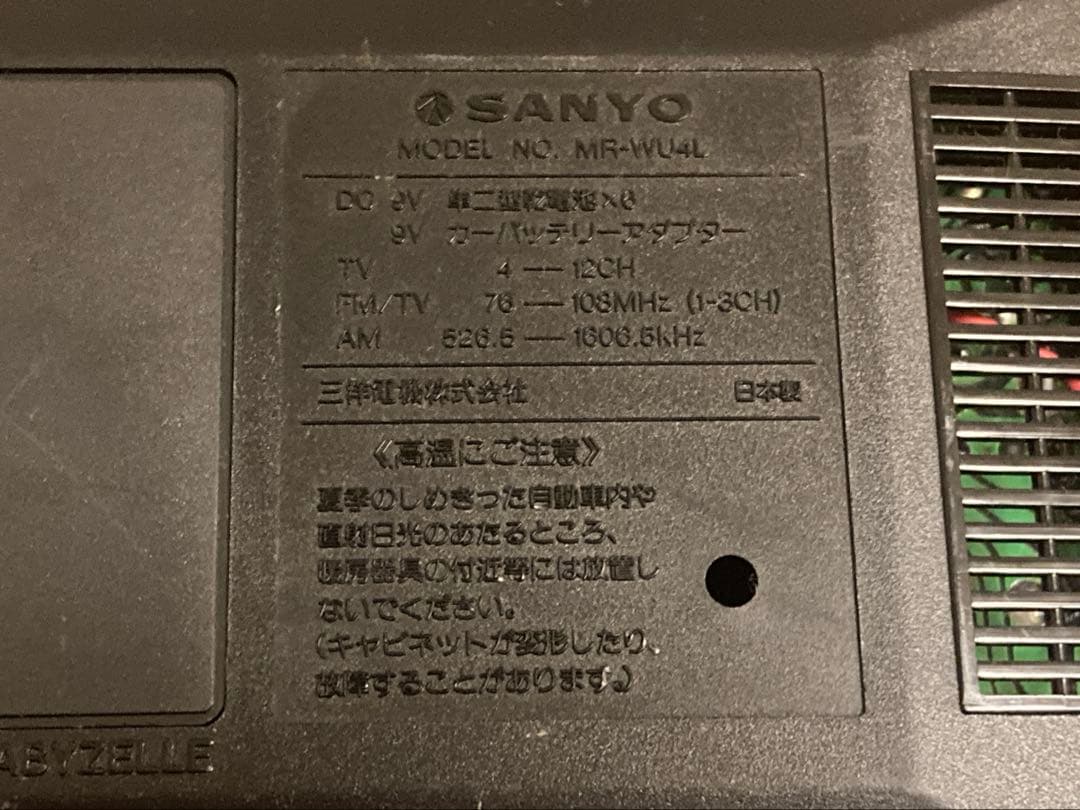 SANYO
MODEL NO. MR-WU4L
DC 9V 単二型乾電池×6
9V カーバッテリーアダプター
TV 4—12CH
FM/TV 76—108MHz (1-3CH)
AM 526.5—1606.5kHz
三洋電機株式会社 日本製
《高温にご注意》
夏季のしめきった自動車内や
直射日光のあたるところ、
暖房器具の付近等には放置し
ないでください。
(キャビネットが変形したり、
故障することがあります。)
ABYZELLE